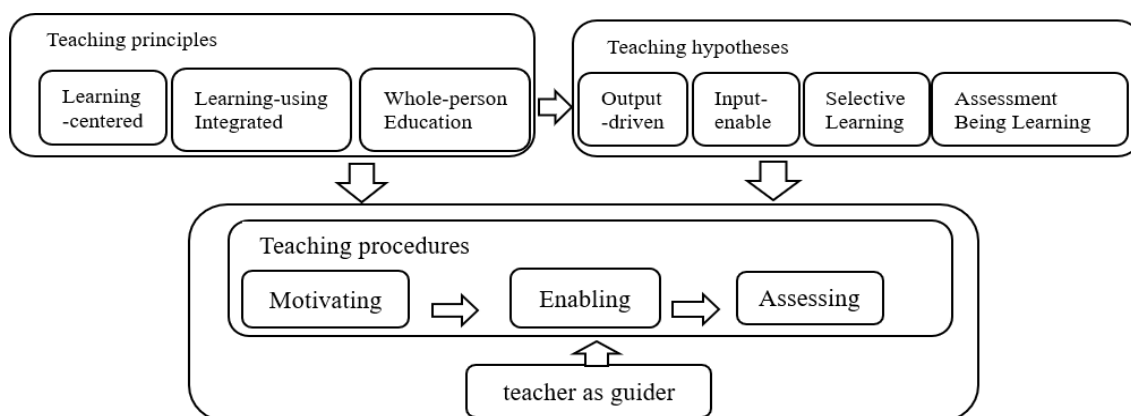 Teaching principles
Learning
-centered
Learning-using
Integrated
Whole-person
Education
Teaching hypotheses
Output
-driven
Input-
enable
Selective
Learning
Assessment
Being Learning
Teaching procedures
Motivating
Enabling
Assessing
teacher as guider